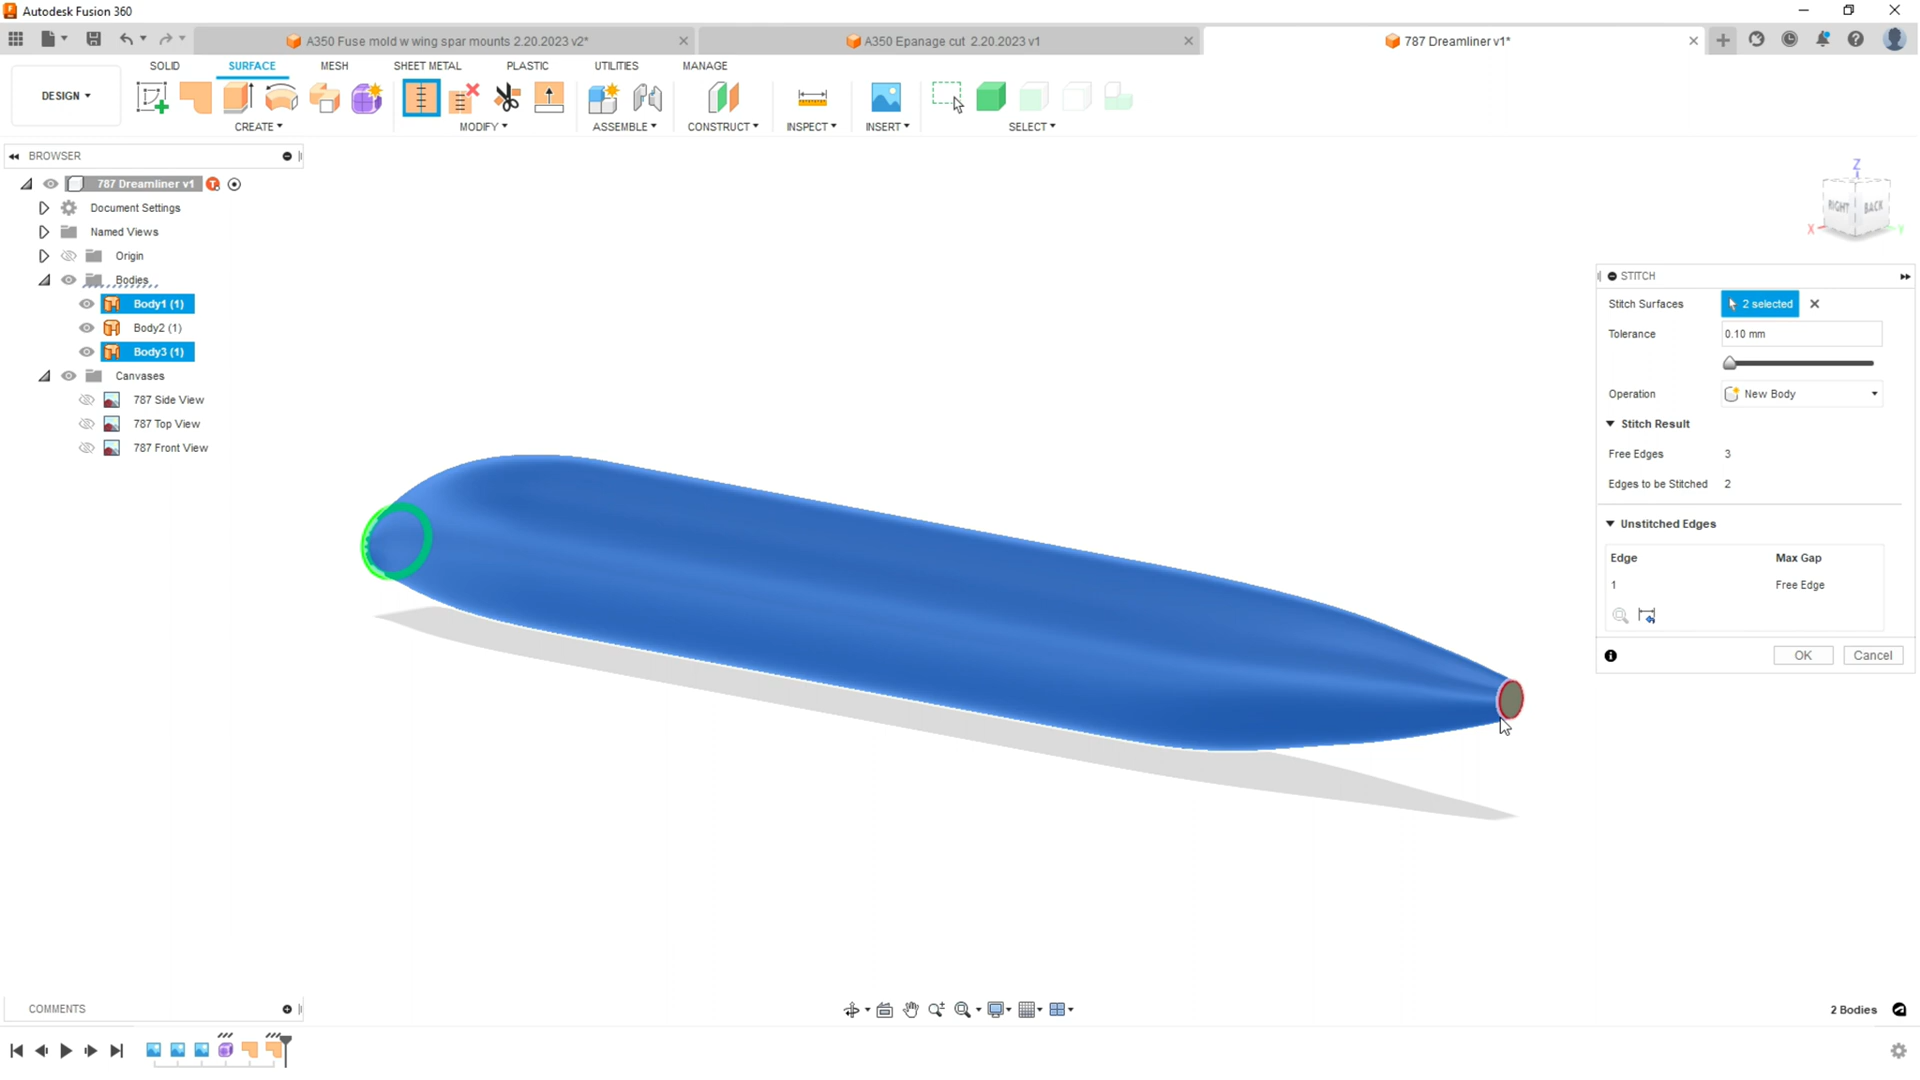 Autodesk Fusion 360
A350 Fuse mold w wing spar mounts 2.20.2023 v2*
A350 Epanage cut 2.20.2023 v1
787 Dreamliner v1*
DESIGN
SOLID
SURFACE
MESH
SHEET METAL
PLASTIC
UTILITIES
MANAGE
CREATE
MODIFY
ASSEMBLE
CONSTRUCT
INSPECT
INSERT
SELECT
BROWSER
787 Dreamliner v1
Document Settings
Named Views
Origin
Bodies
Body1 (1)
Body2 (1)
Body3 (1)
Canvases
787 Side View
787 Top View
787 Front View
Z
RIGHT
BACK
X
STITCH
Stitch Surfaces
2 selected
Tolerance
0.10 mm
Operation
New Body
Stitch Result
Free Edges
3
Edges to be Stitched
2
Unstitched Edges
Edge
Max Gap
1
Free Edge
OK
Cancel
COMMENTS
2 Bodies